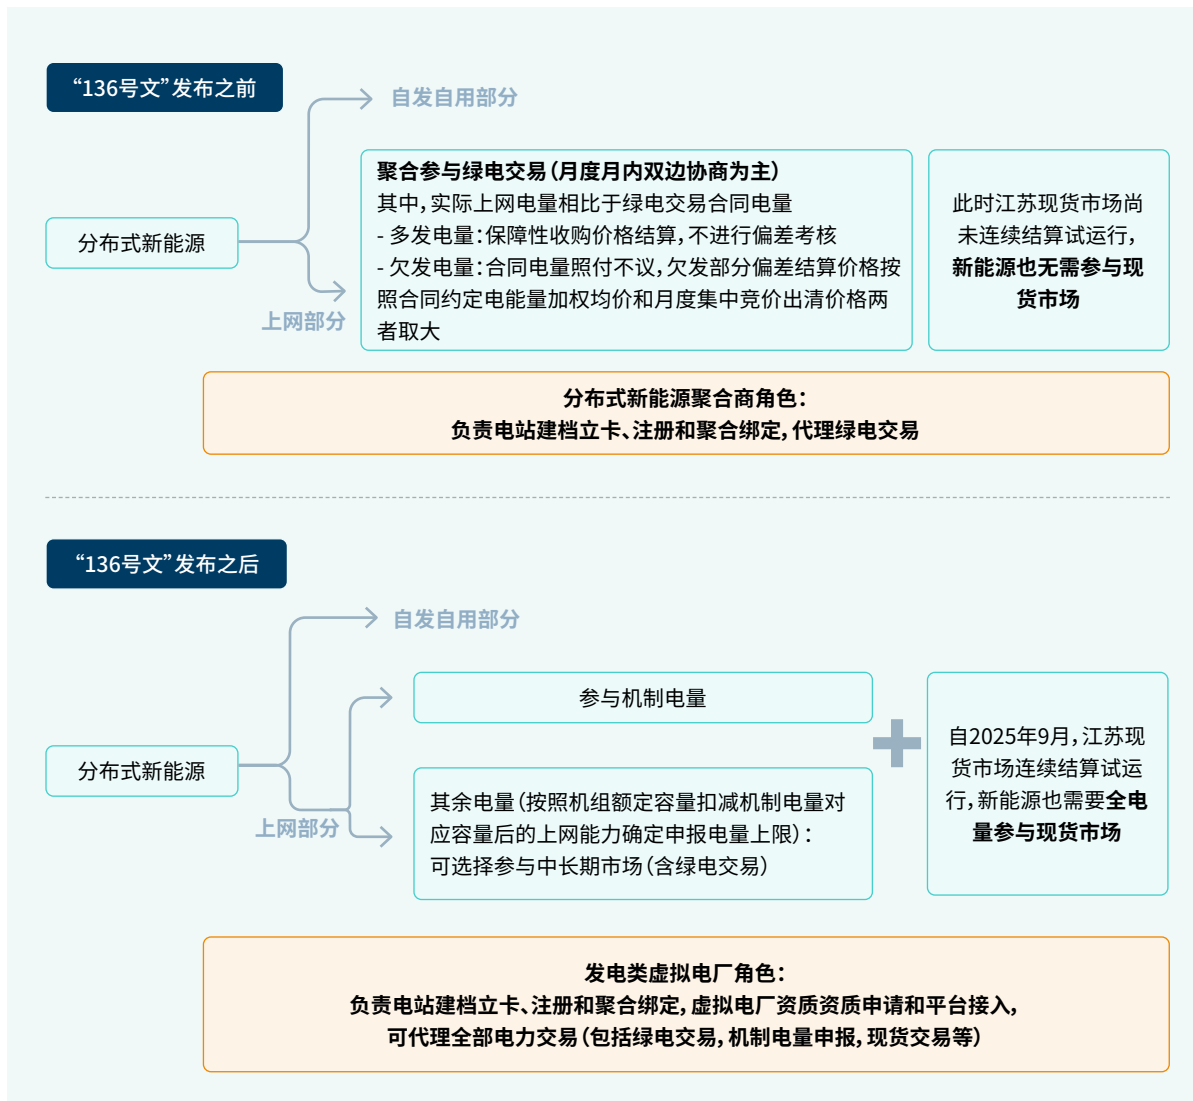 “136号文”发布之前
自发自用部分
分布式新能源
上网部分
聚合参与绿电交易（月度月内双边协商为主）
其中，实际上网电量相比于绿电交易合同电量
- 多发电量：保障性收购价格结算，不进行偏差考核
- 欠发电量：合同电量照付不议，欠发部分偏差结算价格按
照合同约定电能量加权均价和月度集中竞价出清价格两
者取大
此时江苏现货市场尚
未连续结算试运行，
新能源也无需参与现
货市场
分布式新能源聚合商角色：
负责电站建档立卡、注册和聚合绑定，代理绿电交易
“136号文”发布之后
自发自用部分
分布式新能源
上网部分
参与机制电量
其余电量（按照机组额定容量扣减机制电量对
应容量后的上网能力确定申报电量上限）：
可选择参与中长期市场（含绿电交易）
自2025年9月，江苏现
货市场连续结算试运
行，新能源也需要全电
量参与现货市场
发电类虚拟电厂角色：
负责电站建档立卡、注册和聚合绑定，虚拟电厂资质资质申请和平台接入，
可代理全部电力交易（包括绿电交易，机制电量申报，现货交易等）